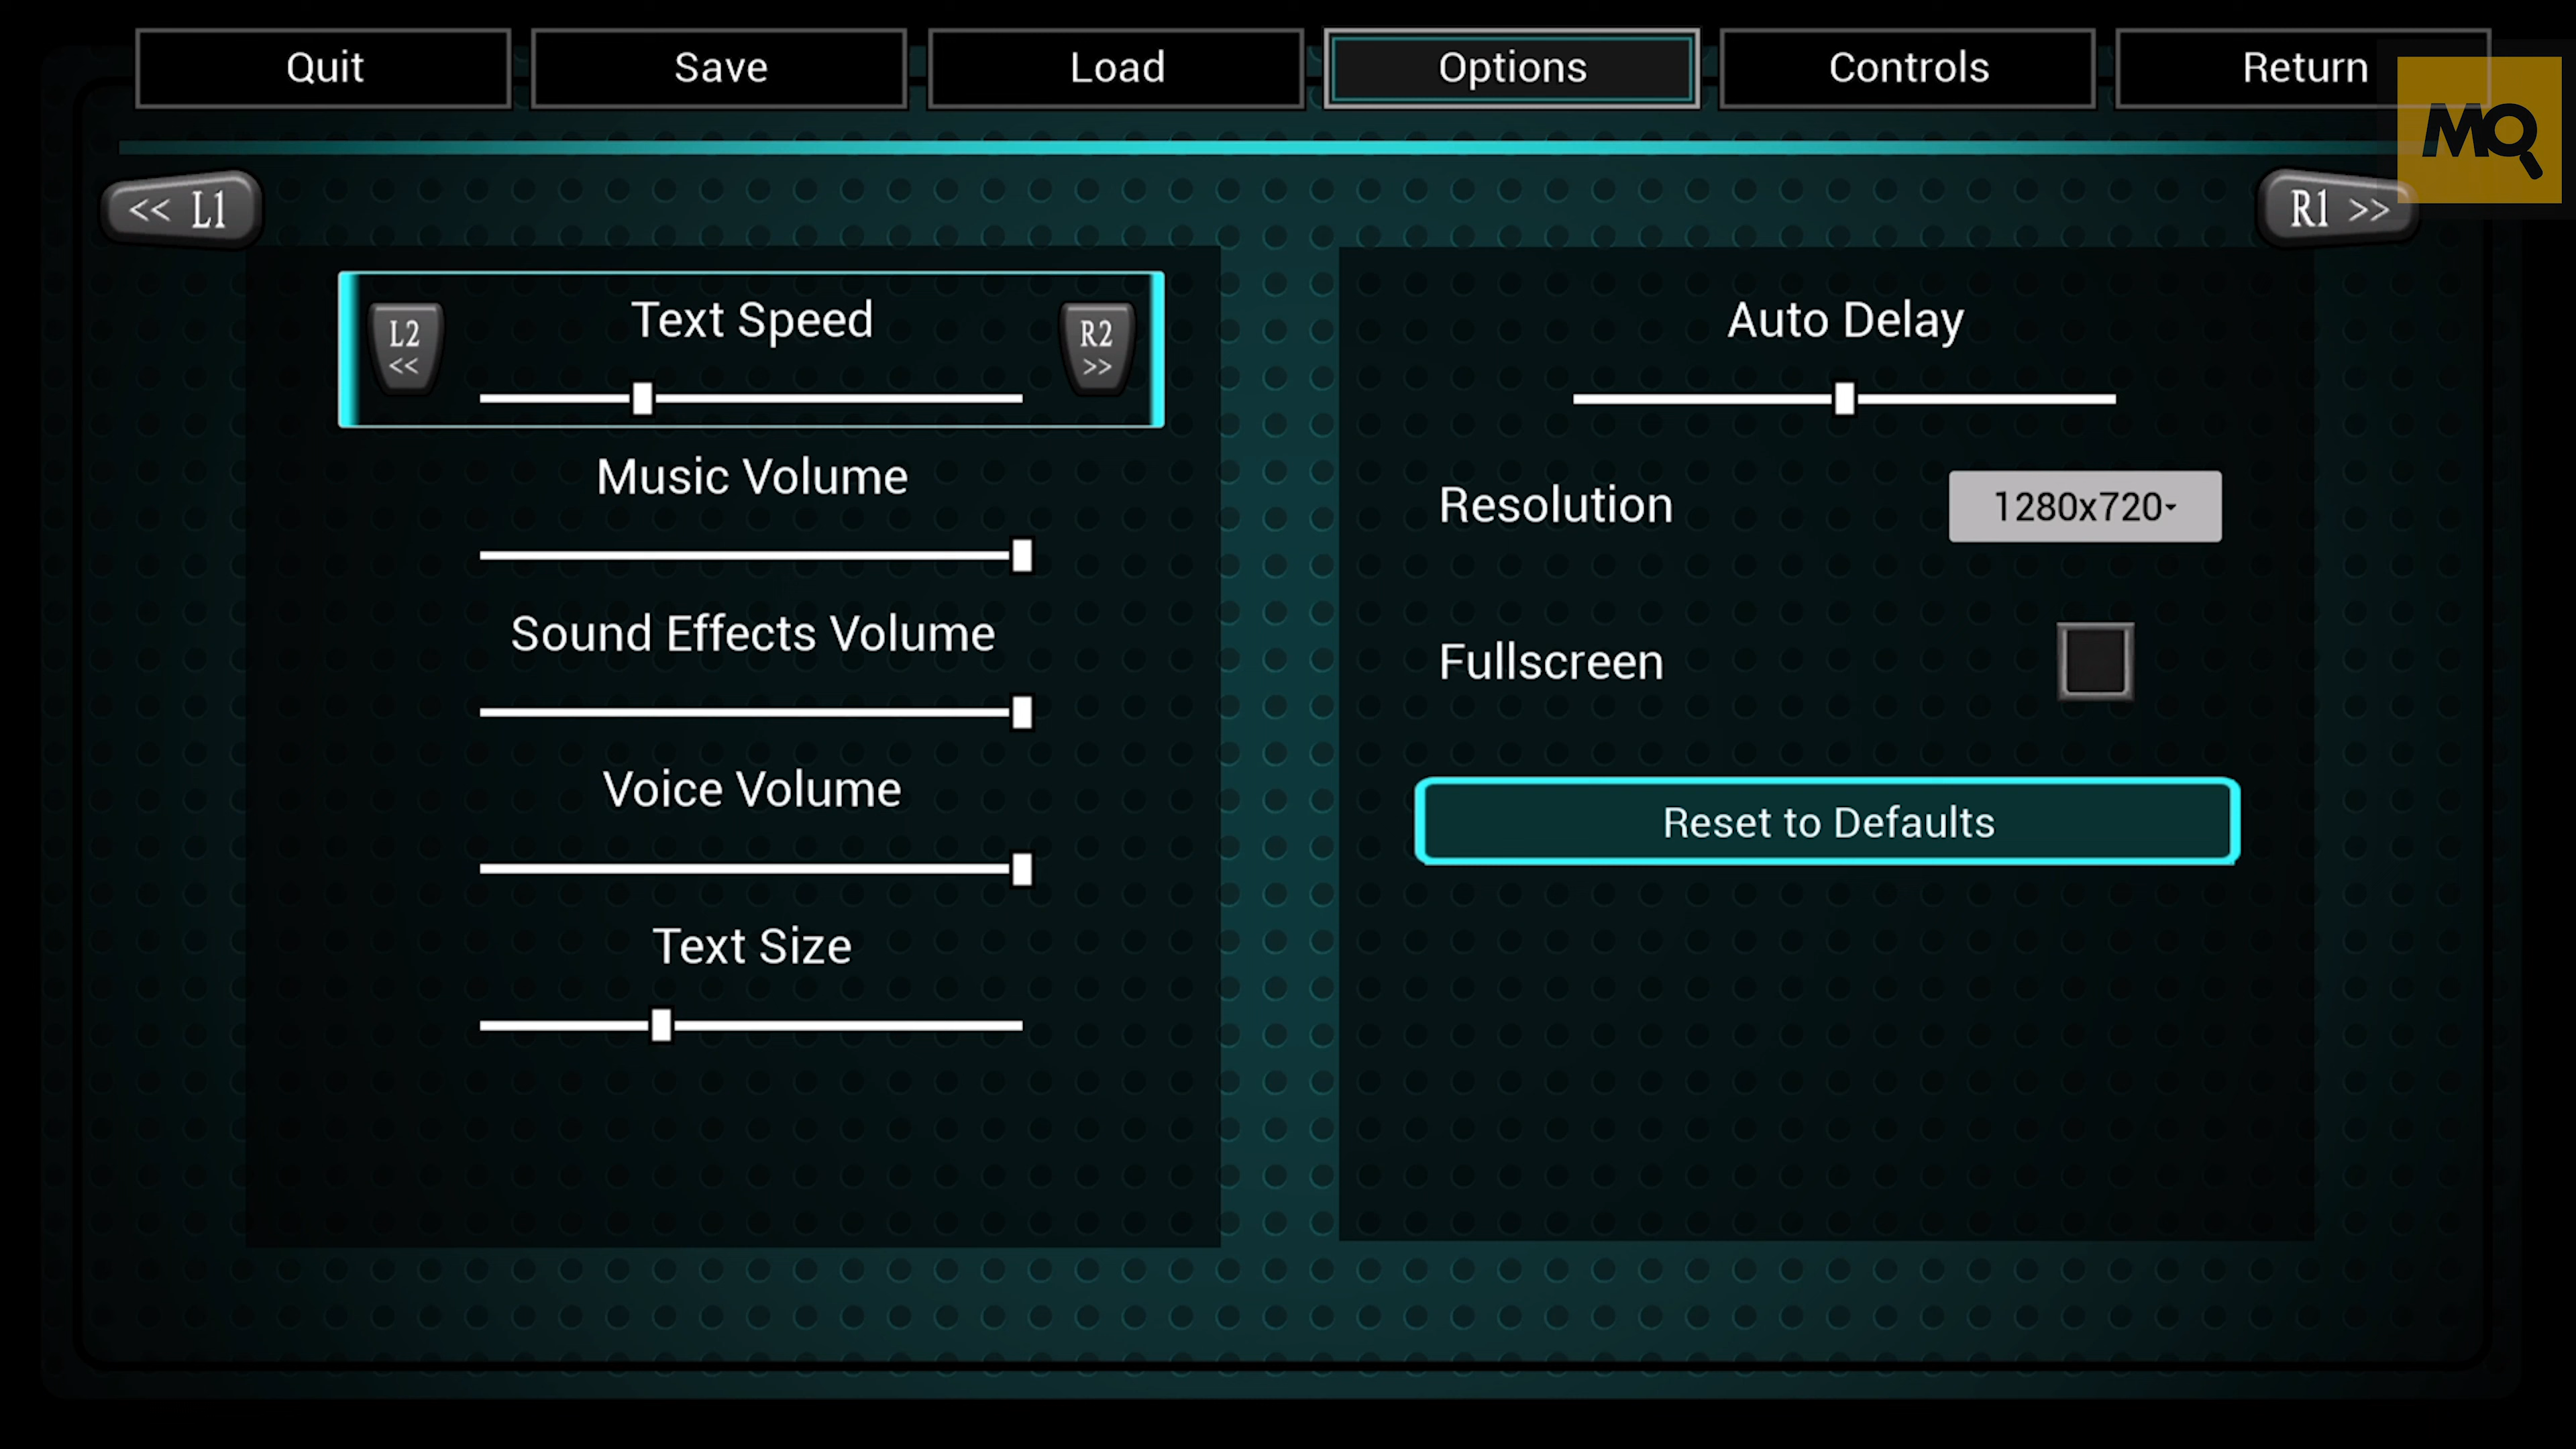 Quit Save Load Options Controls Return
MQ
<< L1 R1 >>
L2 << Text Speed R2 >>
Music Volume
Sound Effects Volume
Voice Volume
Text Size
Auto Delay
Resolution 1280x720
Fullscreen
Reset to Defaults